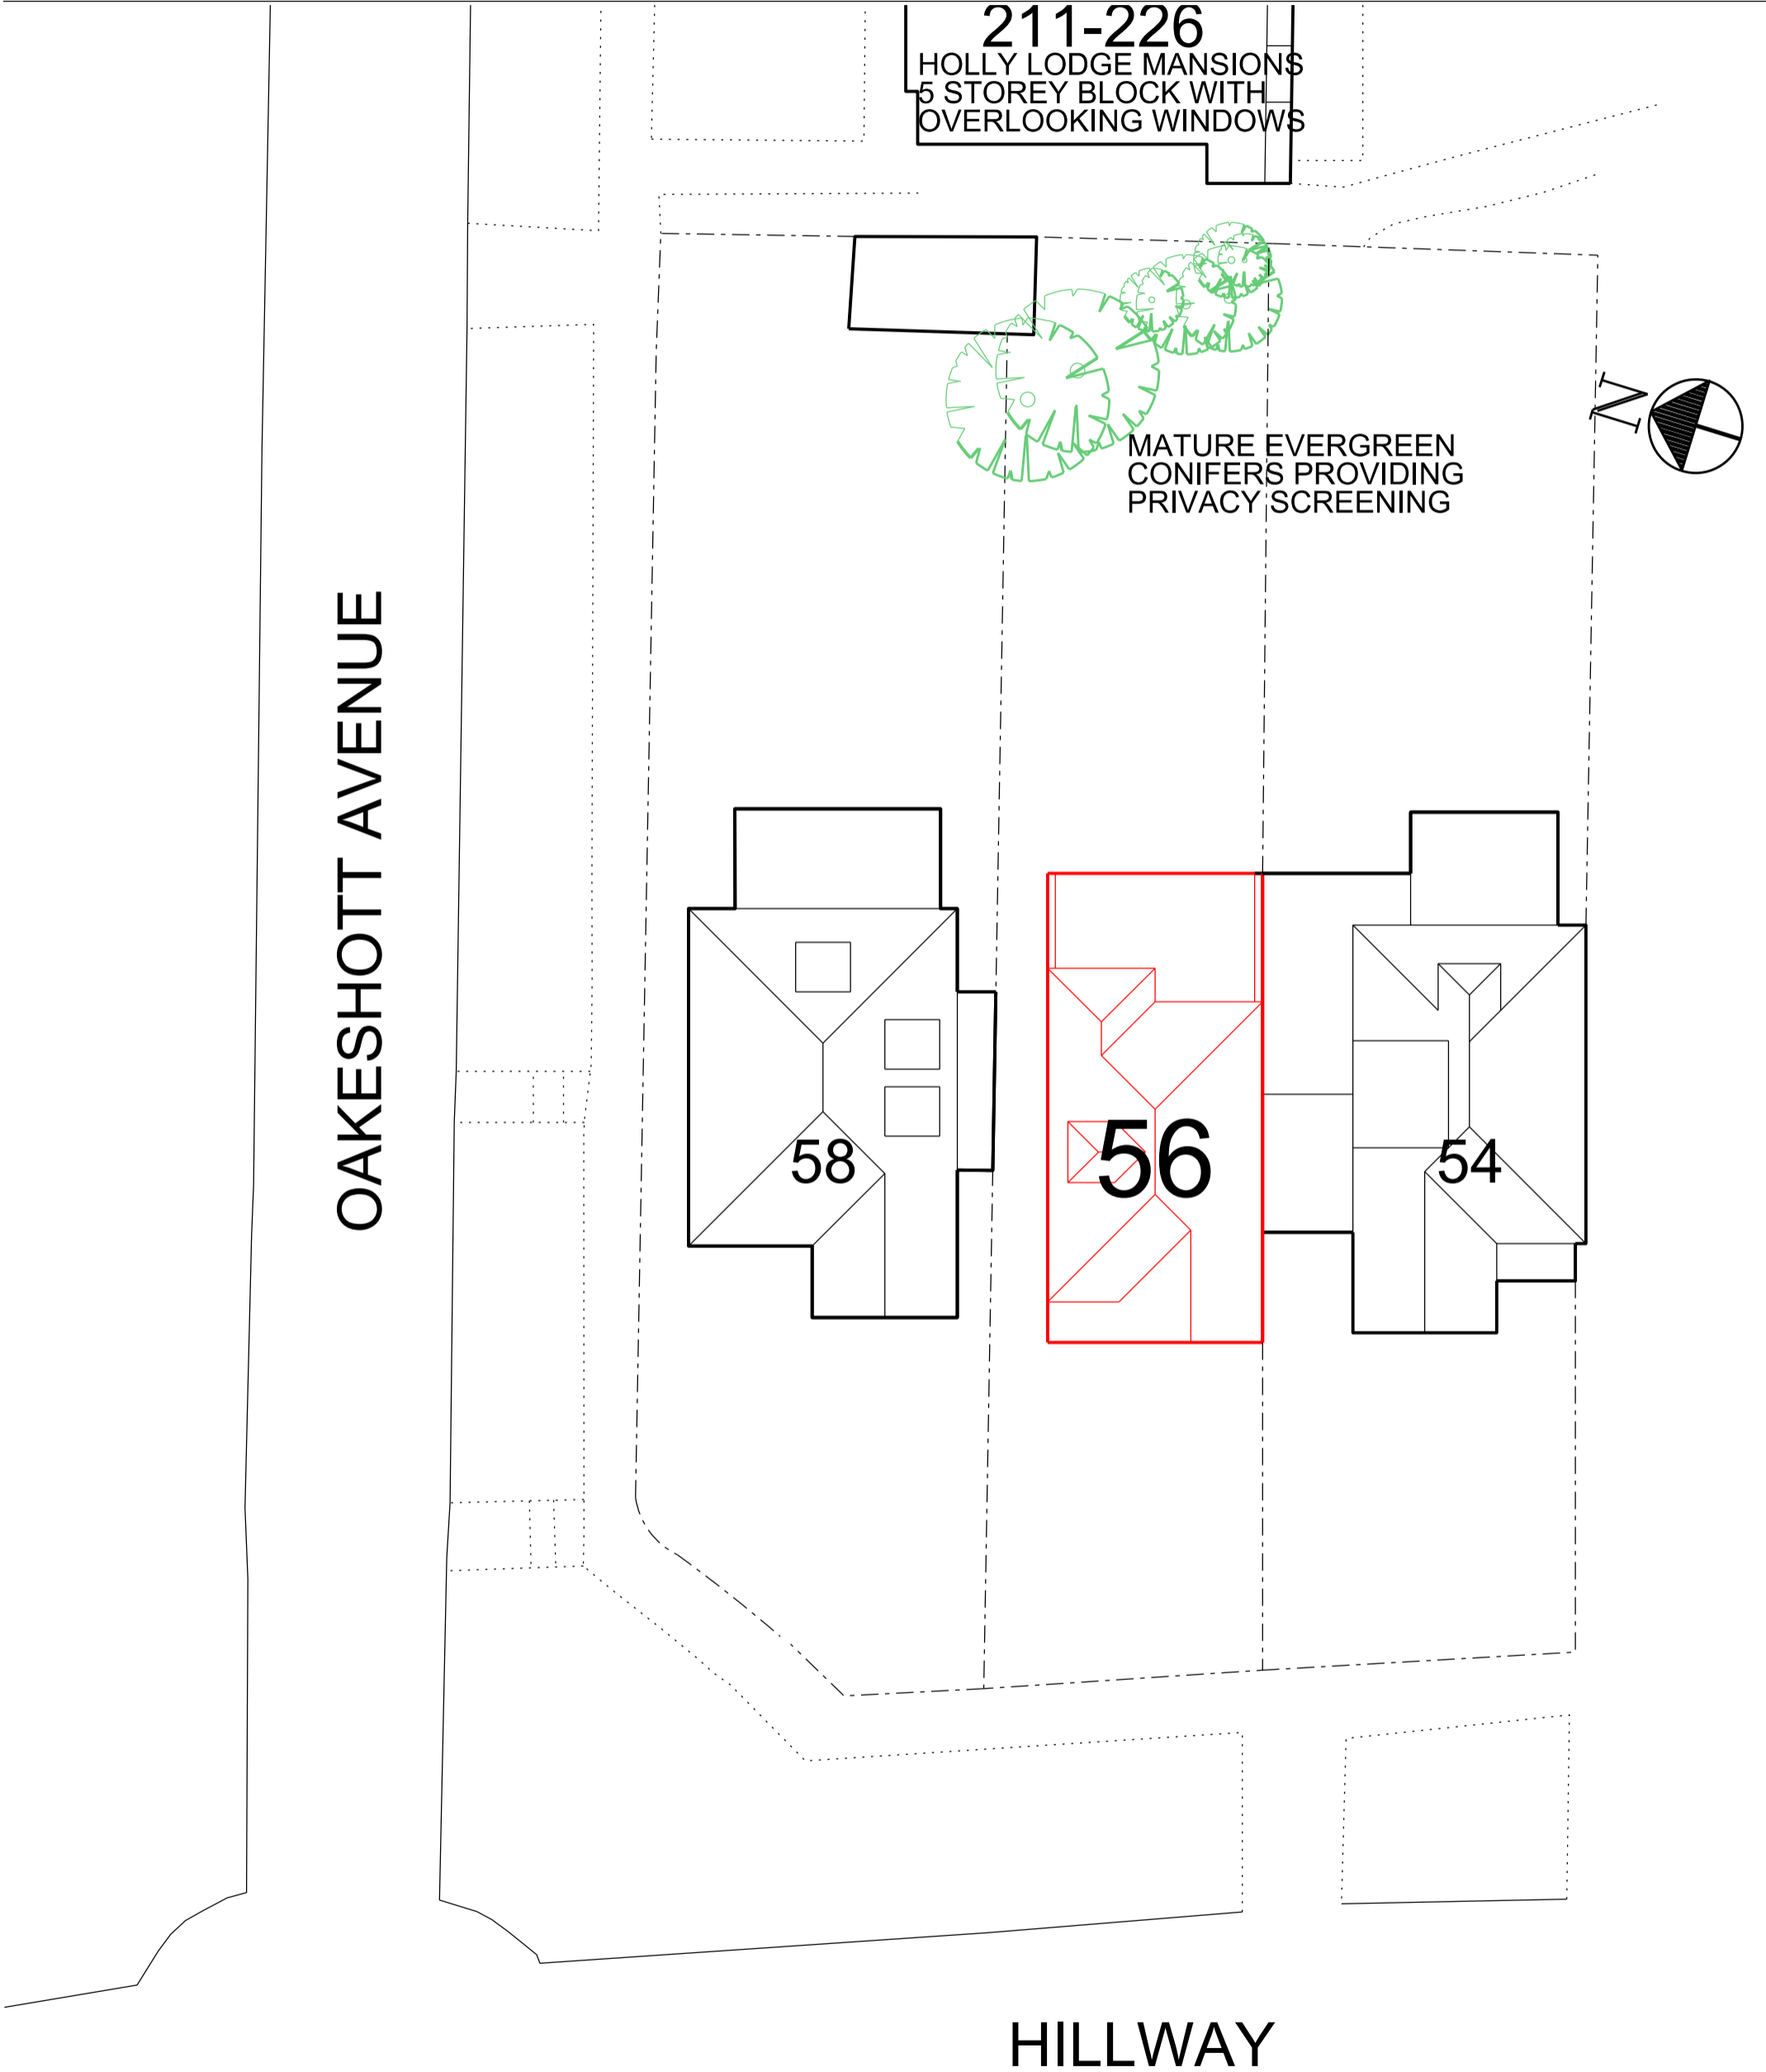 211-226
HOLLY LODGE MANSIONS
5 STOREY BLOCK WITH
OVERLOOKING WINDOWS
N
MATURE EVERGREEN
CONIFERS PROVIDING
PRIVACY SCREENING
OAKESHOTT AVENUE
58
56
54
HILLWAY